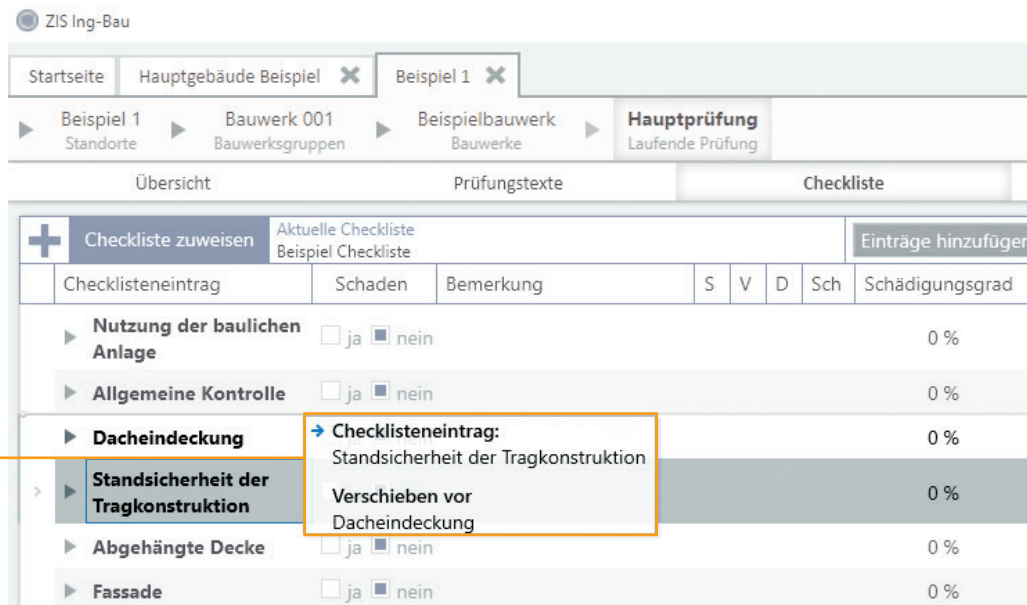 ZIS Ing-Bau
Startseite Hauptgebäude Beispiel Beispiel 1
Beispiel 1 Bauwerk 001 Beispielbauwerk Hauptprüfung
Standorte Bauwerksgruppen Bauwerke Laufende Prüfung
Übersicht Prüfungstexte Checkliste
Checkliste zuweisen Aktuelle Checkliste
Beispiel Checkliste
Einträge hinzufügen
Checklisteneintrag Schaden Bemerkung S V D Sch Schädigungsgrad
Nutzung der baulichen
Anlage
ja nein 0 %
Allgemeine Kontrolle ja nein 0 %
Dacheindeckung 0 %
Checklisteneintrag:
Standsicherheit der Tragkonstruktion
Verschieben vor
Dacheindeckung
Standsicherheit der
Tragkonstruktion
0 %
Abgehängte Decke ja nein 0 %
Fassade ja nein 0 %